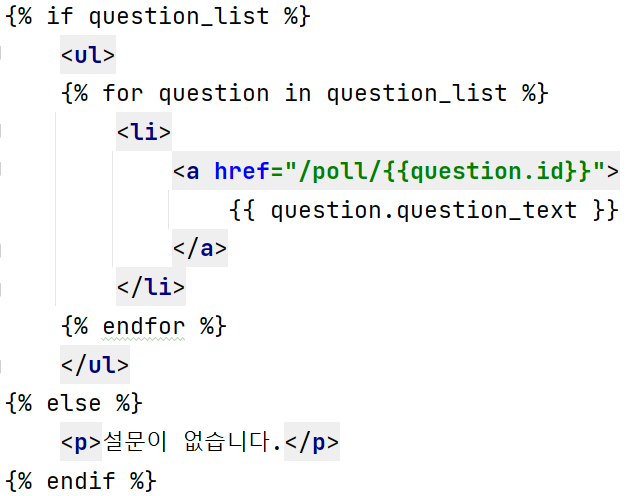 {% if question_list %}
<ul>
{% for question in question_list %}
<li>
<a href="/poll/{{question.id}}">
{{ question.question_text }}
</a>
</li>
{% endfor %}
</ul>
{% else %}
<p>설문이 없습니다.</p>
{% endif %}